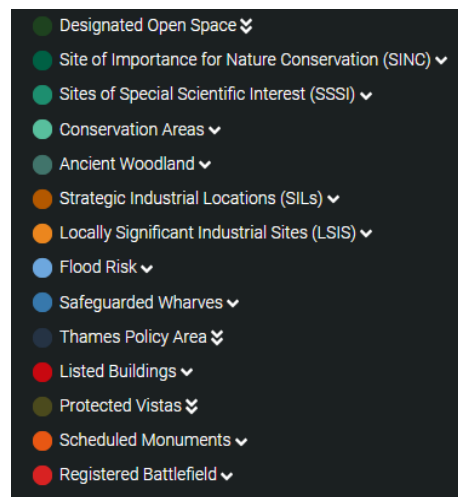 Designated Open Space
Site of Importance for Nature Conservation (SINC)
Sites of Special Scientific Interest (SSSI)
Conservation Areas
Ancient Woodland
Strategic Industrial Locations (SILs)
Locally Significant Industrial Sites (LSIS)
Flood Risk
Safeguarded Wharves
Thames Policy Area
Listed Buildings
Protected Vistas
Scheduled Monuments
Registered Battlefield